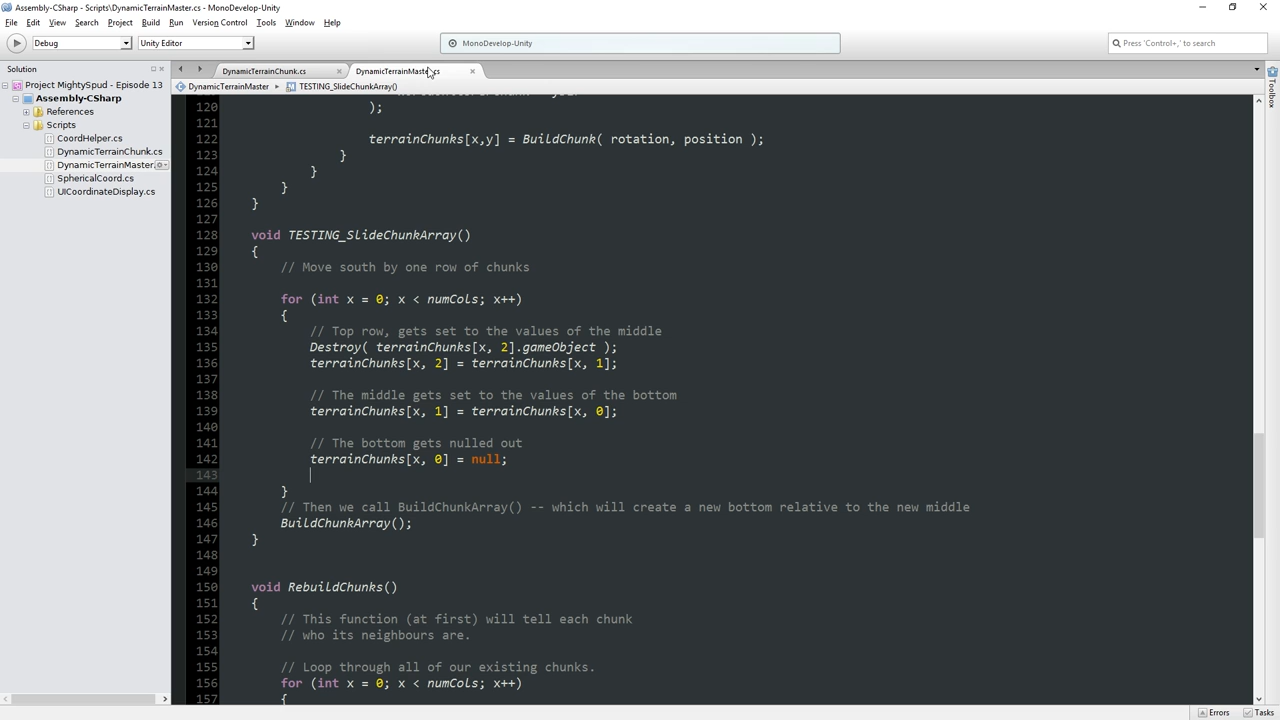 Assembly-CSharp - Scripts\DynamicTerrainMaster.cs - MonoDevelop-Unity
File Edit View Search Project Build Run Version Control Tools Window Help
Debug Unity Editor MonoDevelop-Unity Press 'Control+,' to search
Solution DynamicTerrainChunk.cs DynamicTerrainMaster.cs
Project MightySpud - Episode 13
Assembly-CSharp
References
Scripts
CoordHelper.cs
DynamicTerrainChunk.cs
DynamicTerrainMaster.
SphericalCoord.cs
UICoordinateDisplay.cs
DynamicTerrainMaster TESTING_SlideChunkArray()
120 );
121
122 terrainChunks[x,y] = BuildChunk( rotation, position );
123 }
124 }
125 }
126 }
127
128 void TESTING_SlideChunkArray()
129 {
130 // Move south by one row of chunks
131
132 for (int x = 0; x < numCols; x++)
133 {
134 // Top row, gets set to the values of the middle
135 Destroy( terrainChunks[x, 2].gameObject );
136 terrainChunks[x, 2] = terrainChunks[x, 1];
137
138 // The middle gets set to the values of the bottom
139 terrainChunks[x, 1] = terrainChunks[x, 0];
140
141 // The bottom gets nulled out
142 terrainChunks[x, 0] = null;
143
144 }
145 // Then we call BuildChunkArray() -- which will create a new bottom relative to the new middle
146 BuildChunkArray();
147 }
148
149
150 void RebuildChunks()
151 {
152 // This function (at first) will tell each chunk
153 // who its neighbours are.
154
155 // Loop through all of our existing chunks.
156 for (int x = 0; x < numCols; x++)
157 {
Toolbox
Errors Tasks